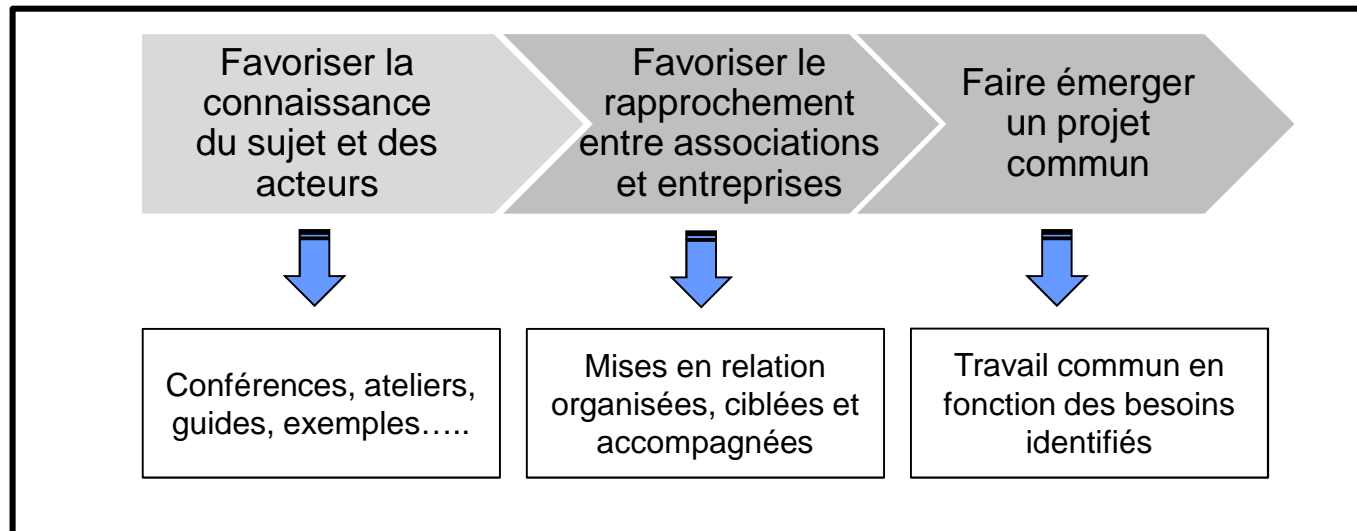 Favoriser la
connaissance
du sujet et des
acteurs
Favoriser le
rapprochement
entre associations
et entreprises
Faire émerger
un projet
commun
Conférences, ateliers,
guides, exemples…..
Mises en relation
organisées, ciblées et
accompagnées
Travail commun en
fonction des besoins
identifiés